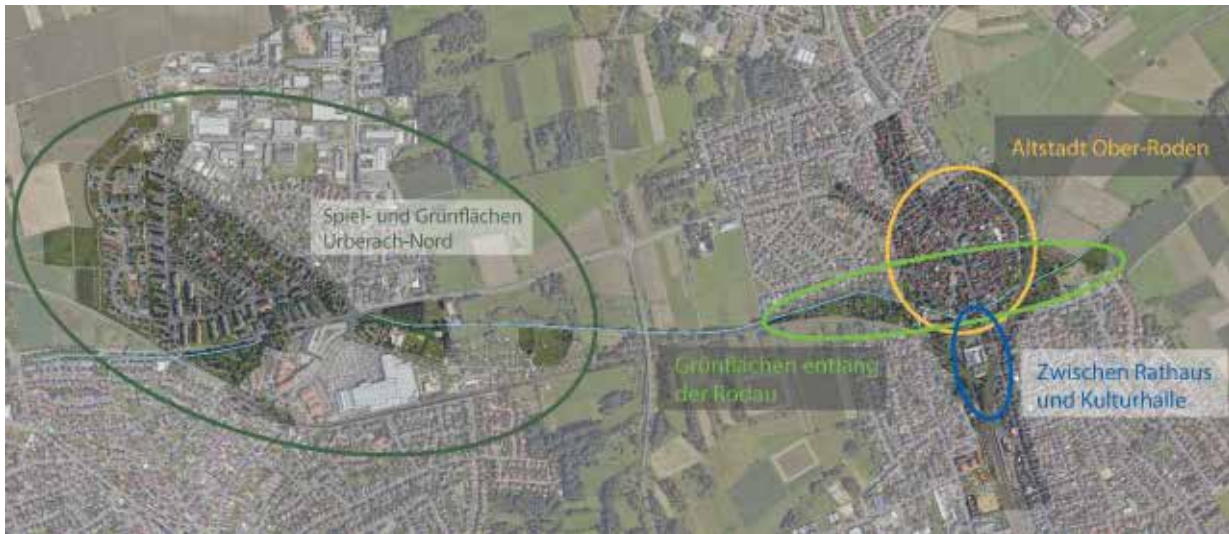 Altstadt Ober-Roden
Spiel- und Grünflächen
Urberach-Nord
Grünflächen entlang
der Rodau
Zwischen Rathaus
und Kulturhalle